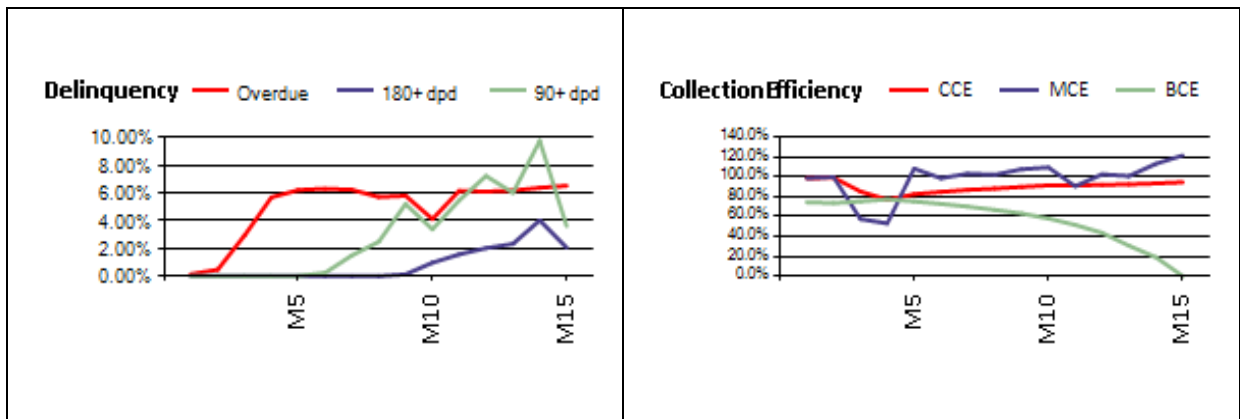 Delinquency Overdue 180+ dpd 90+ dpd
10.00%
8.00%
6.00%
4.00%
2.00%
0.00%
M5
M10
M15
Collection Efficiency CCE MCE BCE
140.0%
120.0%
100.0%
80.0%
60.0%
40.0%
20.0%
0.0%
M5
M10
M15